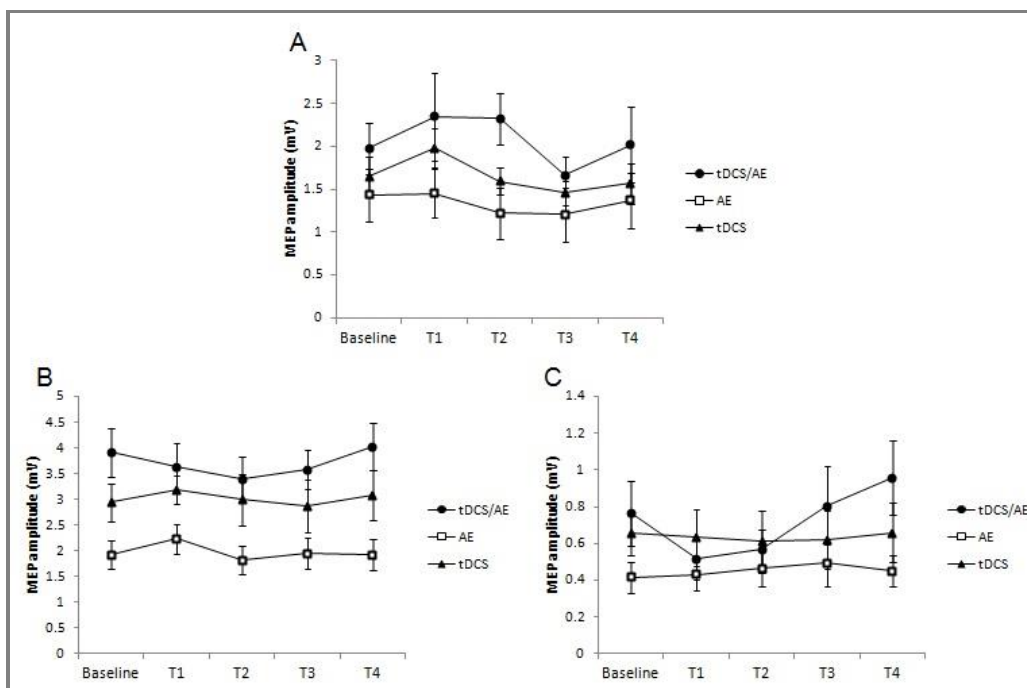 A
3
2.5
2
1.5
1
0.5
0
MEP amplitude (mV)
Baseline T1 T2 T3 T4
tDCS/AE
AE
tDCS
B
5
4.5
4
3.5
3
2.5
2
1.5
1
0.5
0
MEP amplitude (mV)
Baseline T1 T2 T3 T4
tDCS/AE
AE
tDCS
C
1.4
1.2
1
0.8
0.6
0.4
0.2
0
MEP amplitude (mV)
Baseline T1 T2 T3 T4
tDCS/AE
AE
tDCS